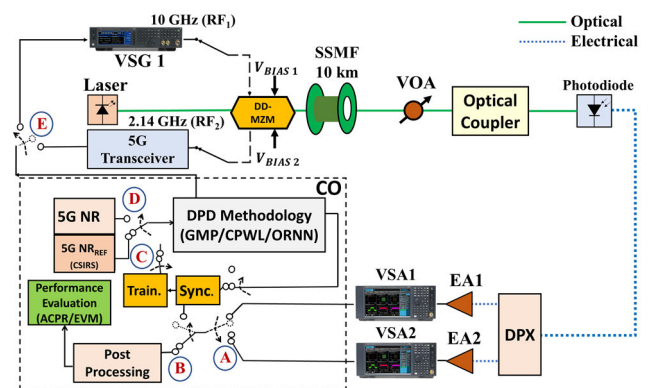 10 GHz (RF1)
VSG 1
Optical
Electrical
Laser
VBIAS 1
DD-
MZM
SSMF
10 km
VOA
Optical
Coupler
Photodiode
E
2.14 GHz (RF2)
5G
Transceiver
VBIAS 2
CO
D
5G NR
5G NRREF
(CSIRS)
DPD Methodology
(GMP/CPWL/ORNN)
C
Train.
Sync.
Performance
Evaluation
(ACPR/EVM)
Post
Processing
B
A
VSA1
EA1
VSA2
EA2
DPX